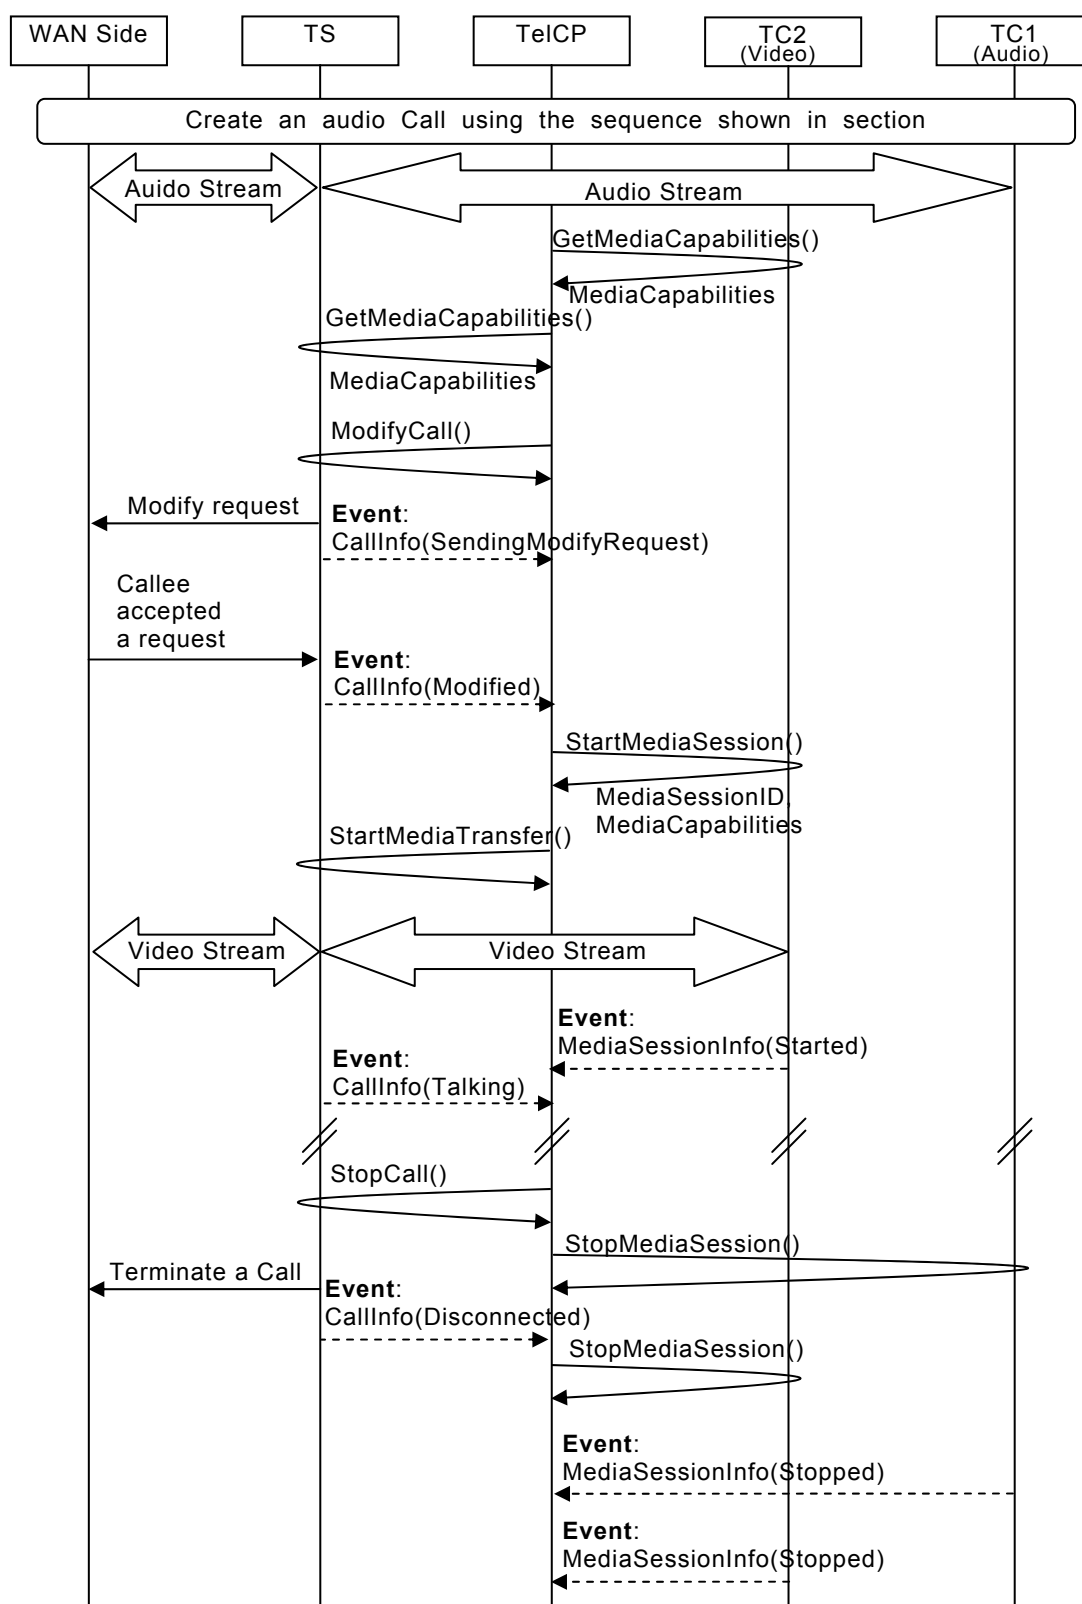 WAN Side
TS
TelCP
TC2
(Video)
TC1
(Audio)
Create an audio Call using the sequence shown in section
Auido Stream
Audio Stream
GetMediaCapabilities()
MediaCapabilities
GetMediaCapabilities()
MediaCapabilities
ModifyCall()
Modify request
Event:
CallInfo(SendingModifyRequest)
Callee
accepted
a request
Event:
CallInfo(Modified)
StartMediaSession()
MediaSessionID,
MediaCapabilities
StartMediaTransfer()
Video Stream
Video Stream
Event:
MediaSessionInfo(Started)
Event:
CallInfo(Talking)
StopCall()
StopMediaSession()
Terminate a Call
Event:
CallInfo(Disconnected)
StopMediaSession()
Event:
MediaSessionInfo(Stopped)
Event:
MediaSessionInfo(Stopped)